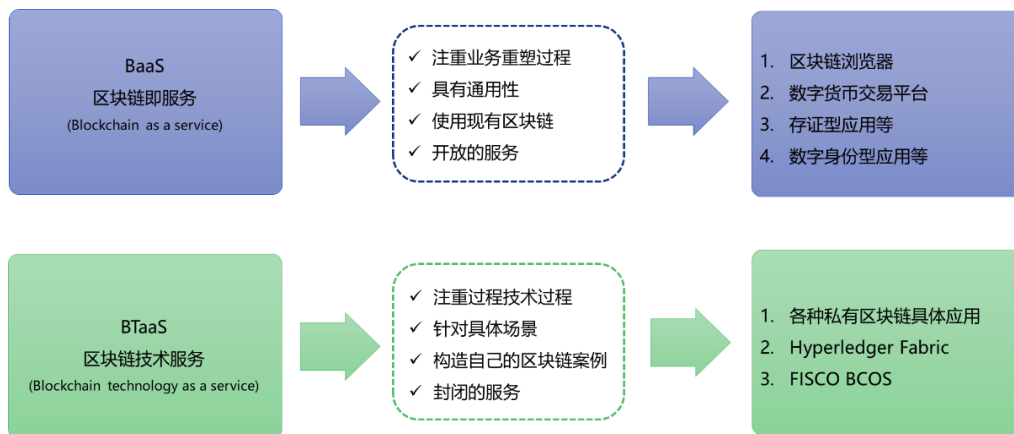 BaaS
区块链即服务
(Blockchain as a service)
✓ 注重业务重塑过程
✓ 具有通用性
✓ 使用现有区块链
✓ 开放的服务
1. 区块链浏览器
2. 数字货币交易平台
3. 存证型应用等
4. 数字身份型应用等
BTaaS
区块链技术服务
(Blockchain technology as a service)
✓ 注重过程技术过程
✓ 针对具体场景
✓ 构造自己的区块链案例
✓ 封闭的服务
1. 各种私有区块链具体应用
2. Hyperledger Fabric
3. FISCO BCOS